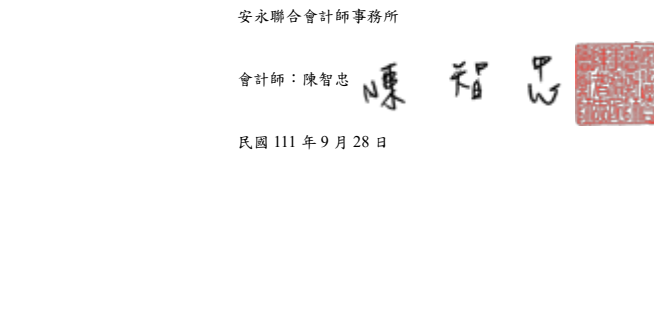 安永聯合會計師事務所
會計師：陳智忠 陳 智 忠
民國 111 年 9 月 28 日